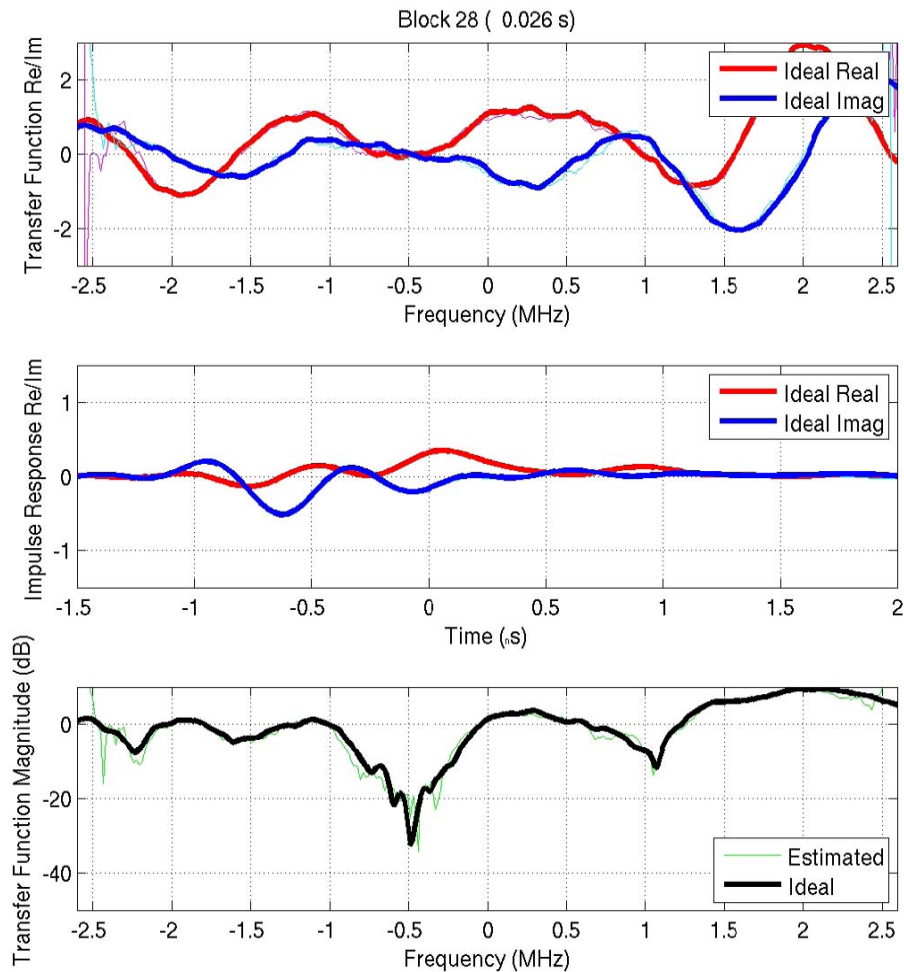 Block 28 ( 0.026 s)
Transfer Function Re/Im
2
0
-2
Ideal Real
Ideal Imag
-2.5 -2 -1.5 -1 -0.5 0 0.5 1 1.5 2 2.5
Frequency (MHz)
Impulse Response Re/Im
1
0
-1
Ideal Real
Ideal Imag
-1.5 -1 -0.5 0 0.5 1 1.5 2
Time (ₙs)
Transfer Function Magnitude (dB)
0
-20
-40
Estimated
Ideal
-2.5 -2 -1.5 -1 -0.5 0 0.5 1 1.5 2 2.5
Frequency (MHz)